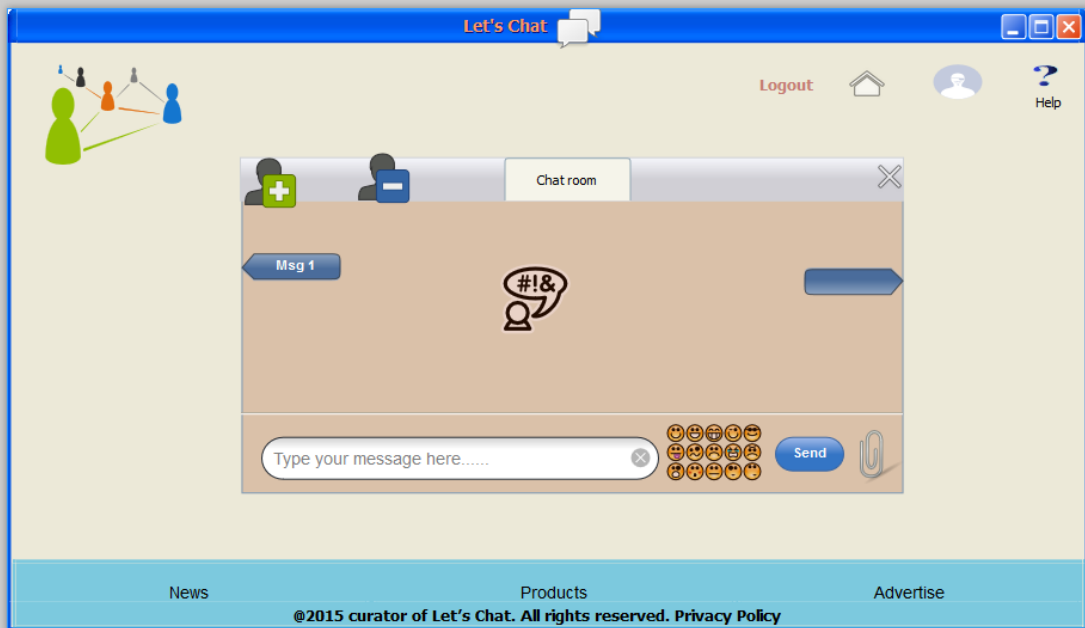 Let's Chat
Logout
?
Help
Chat room
Msg 1
#!&
Type your message here......
Send
News Products Advertise
@2015 curator of Let's Chat. All rights reserved. Privacy Policy